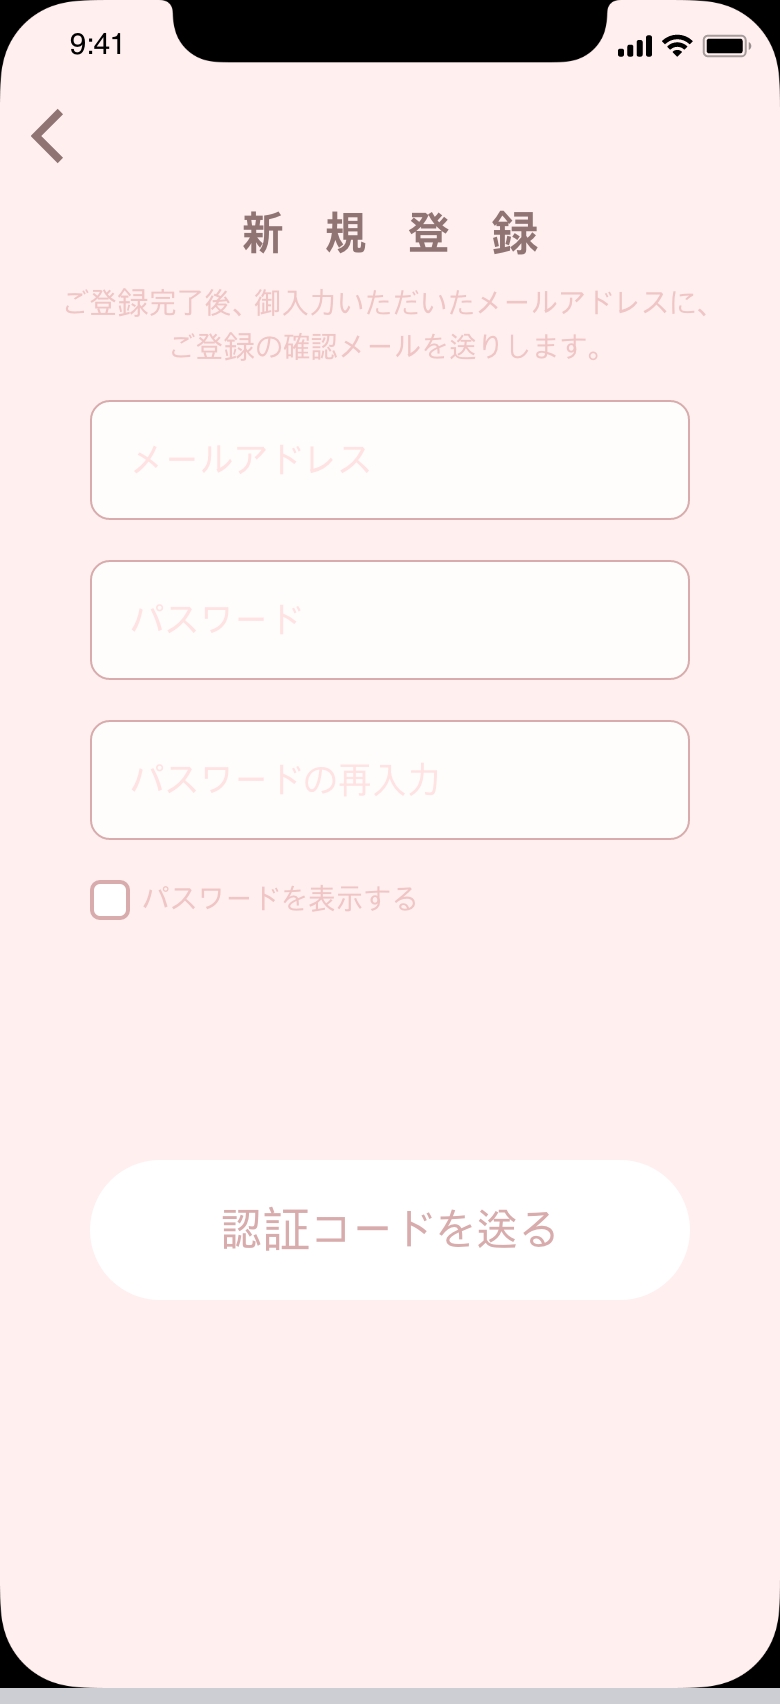 9:41
新規登録
ご登録完了後、御入力いただいたメールアドレスに、
ご登録の確認メールを送りします。
メールアドレス
パスワード
パスワードの再入力
パスワードを表示する
認証コードを送る